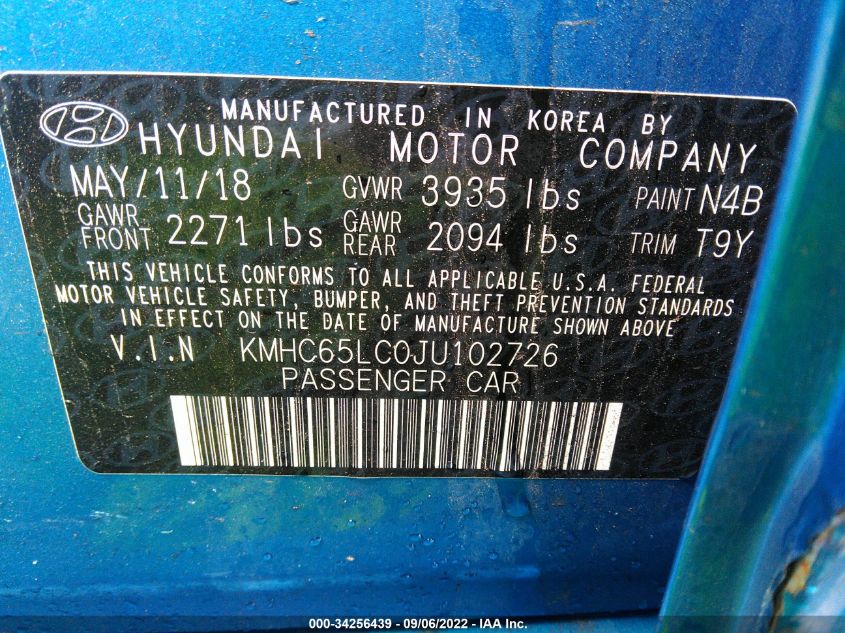 MANUFACTURED IN KOREA BY
HYUNDAI MOTOR COMPANY
MAY/11/18 GVWR 3935 lbs PAINT N4B
GAWR FRONT 2271 lbs GAWR REAR 2094 lbs TRIM T9Y
THIS VEHICLE CONFORMS TO ALL APPLICABLE U.S.A. FEDERAL
MOTOR VEHICLE SAFETY, BUMPER, AND THEFT PREVENTION STANDARDS
IN EFFECT ON THE DATE OF MANUFACTURE SHOWN ABOVE
V.I.N KMHC65LC0JU102726
PASSENGER CAR
000-34256439 - 09/06/2022 - IAA Inc.